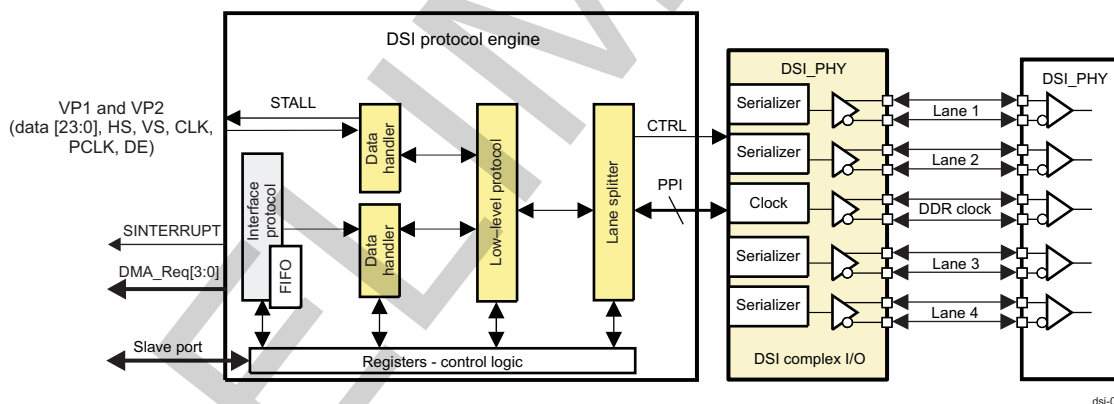 DSI protocol engine
DSI_PHY
DSI_PHY
VP1 and VP2
(data [23:0], HS, VS, CLK,
PCLK, DE)
STALL
Data
handler
Serializer
Lane 1
CTRL
Serializer
Lane 2
Interface
protocol
FIFO
Data
handler
Low-level protocol
Lane splitter
PPI
Clock
DDR clock
SINTERRUPT
DMA_Req[3:0]
Serializer
Lane 3
Serializer
Lane 4
Slave port
Registers - control logic
DSI complex I/O